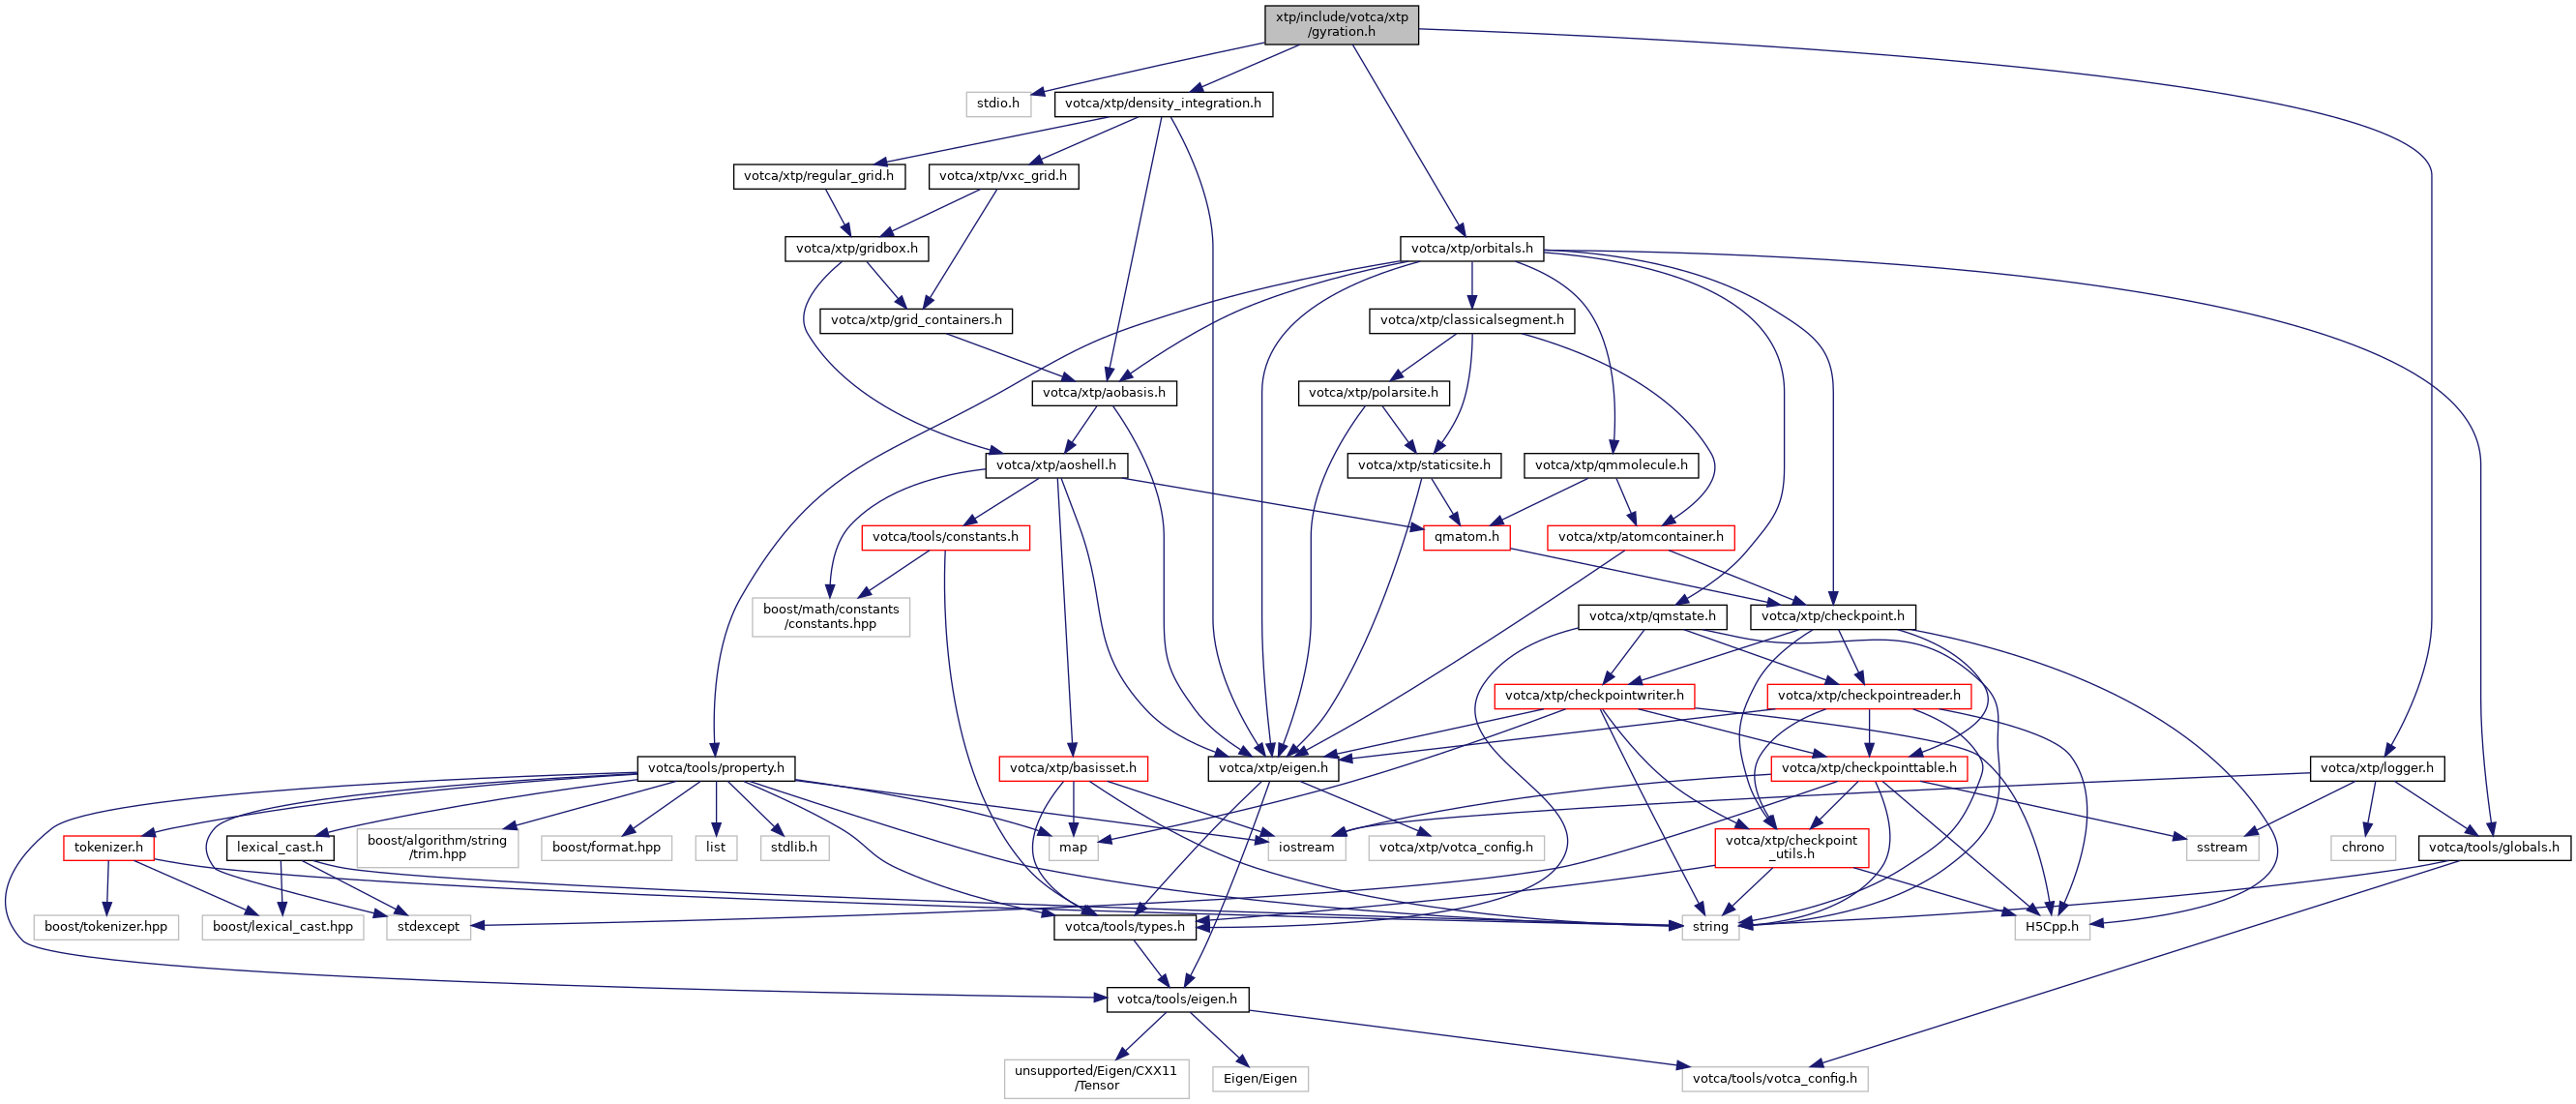 xtp/include/votca/xtp
/gyration.h
stdio.h
votca/xtp/density_integration.h
votca/xtp/regular_grid.h
votca/xtp/vxc_grid.h
votca/xtp/gridbox.h
votca/xtp/orbitals.h
votca/xtp/grid_containers.h
votca/xtp/classicalsegment.h
votca/xtp/aobasis.h
votca/xtp/polarsite.h
votca/xtp/aoshell.h
votca/xtp/staticsite.h
votca/xtp/qmmolecule.h
votca/tools/constants.h
qmatom.h
votca/xtp/atomcontainer.h
boost/math/constants
/constants.hpp
votca/xtp/qmstate.h
votca/xtp/checkpoint.h
votca/xtp/checkpointwriter.h
votca/xtp/checkpointreader.h
votca/tools/property.h
votca/xtp/basisset.h
votca/xtp/eigen.h
votca/xtp/checkpointtable.h
votca/xtp/logger.h
tokenizer.h
lexical_cast.h
boost/algorithm/string
/trim.hpp
boost/format.hpp
list
stdlib.h
map
iostream
votca/xtp/votca_config.h
votca/xtp/checkpoint
_utils.h
sstream
chrono
votca/tools/globals.h
boost/tokenizer.hpp
boost/lexical_cast.hpp
stdexcept
votca/tools/types.h
string
H5Cpp.h
votca/tools/eigen.h
unsupported/Eigen/CXX11
/Tensor
Eigen/Eigen
votca/tools/votca_config.h